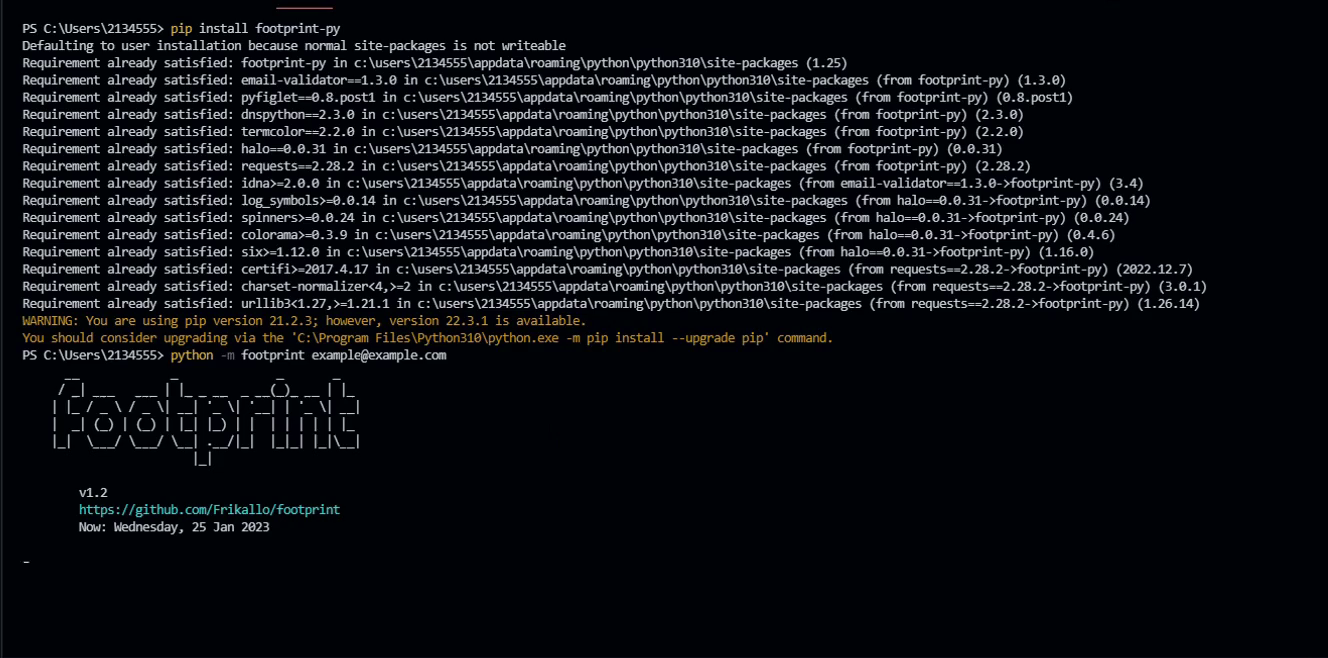 PS C:\Users\2134555> pip install footprint-py
Defaulting to user installation because normal site-packages is not writeable
Requirement already satisfied: footprint-py in c:\users\2134555\appdata\roaming\python\python310\site-packages (1.25)
Requirement already satisfied: email-validator==1.3.0 in c:\users\2134555\appdata\roaming\python\python310\site-packages (from footprint-py) (1.3.0)
Requirement already satisfied: pyfiglet==0.8.post1 in c:\users\2134555\appdata\roaming\python\python310\site-packages (from footprint-py) (0.8.post1)
Requirement already satisfied: dnspython==2.3.0 in c:\users\2134555\appdata\roaming\python\python310\site-packages (from footprint-py) (2.3.0)
Requirement already satisfied: termcolor==2.2.0 in c:\users\2134555\appdata\roaming\python\python310\site-packages (from footprint-py) (2.2.0)
Requirement already satisfied: halo==0.0.31 in c:\users\2134555\appdata\roaming\python\python310\site-packages (from footprint-py) (0.0.31)
Requirement already satisfied: requests==2.28.2 in c:\users\2134555\appdata\roaming\python\python310\site-packages (from footprint-py) (2.28.2)
Requirement already satisfied: idna>=2.0.0 in c:\users\2134555\appdata\roaming\python\python310\site-packages (from email-validator==1.3.0->footprint-py) (3.4)
Requirement already satisfied: log_symbols>=0.0.14 in c:\users\2134555\appdata\roaming\python\python310\site-packages (from halo==0.0.31->footprint-py) (0.0.14)
Requirement already satisfied: spinners>=0.0.24 in c:\users\2134555\appdata\roaming\python\python310\site-packages (from halo==0.0.31->footprint-py) (0.0.24)
Requirement already satisfied: colorama>=0.3.9 in c:\users\2134555\appdata\roaming\python\python310\site-packages (from halo==0.0.31->footprint-py) (0.4.6)
Requirement already satisfied: six>=1.12.0 in c:\users\2134555\appdata\roaming\python\python310\site-packages (from halo==0.0.31->footprint-py) (1.16.0)
Requirement already satisfied: certifi>=2017.4.17 in c:\users\2134555\appdata\roaming\python\python310\site-packages (from requests==2.28.2->footprint-py) (2022.12.7)
Requirement already satisfied: charset-normalizer<4,>=2 in c:\users\2134555\appdata\roaming\python\python310\site-packages (from requests==2.28.2->footprint-py) (3.0.1)
Requirement already satisfied: urllib3<1.27,>=1.21.1 in c:\users\2134555\appdata\roaming\python\python310\site-packages (from requests==2.28.2->footprint-py) (1.26.14)
WARNING: You are using pip version 21.2.3; however, version 22.3.1 is available.
You should consider upgrading via the 'C:\Program Files\Python310\python.exe -m pip install --upgrade pip' command.
PS C:\Users\2134555> python -m footprint example@example.com
footprint
v1.2
https://github.com/Frikallo/footprint
Now: Wednesday, 25 Jan 2023